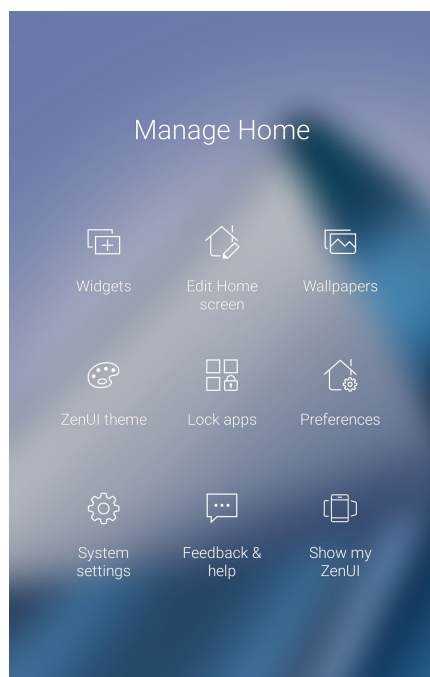 Manage Home
Widgets
Edit Home
screen
Wallpapers
ZenUI theme
Lock apps
Preferences
System
settings
Feedback &
help
Show my
ZenUI